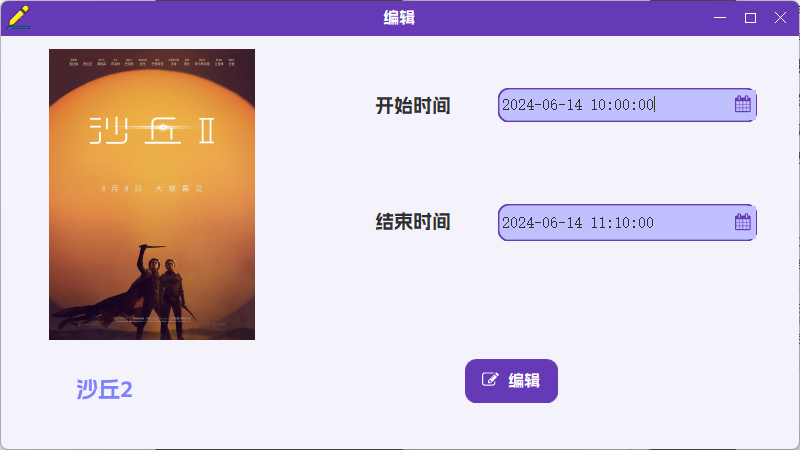 编辑
沙丘II
3月8日 大银幕见
开始时间
2024-06-14 10:00:00
结束时间
2024-06-14 11:10:00
沙丘2
编辑